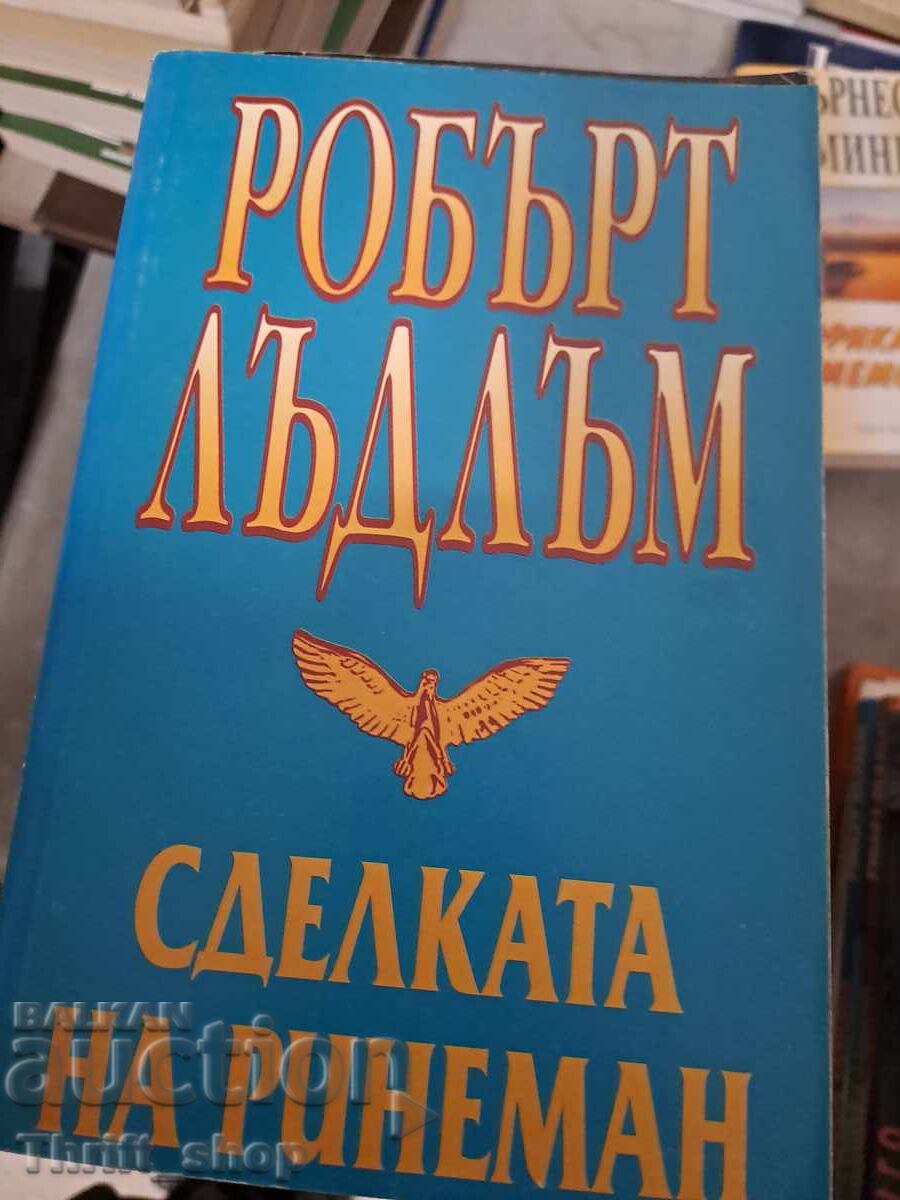 РОБЪРТ
ЛЪДЛЪМ
СДЕЛКАТА
НА РИНЕМАН
BALKAN
auction
Thrift_shop